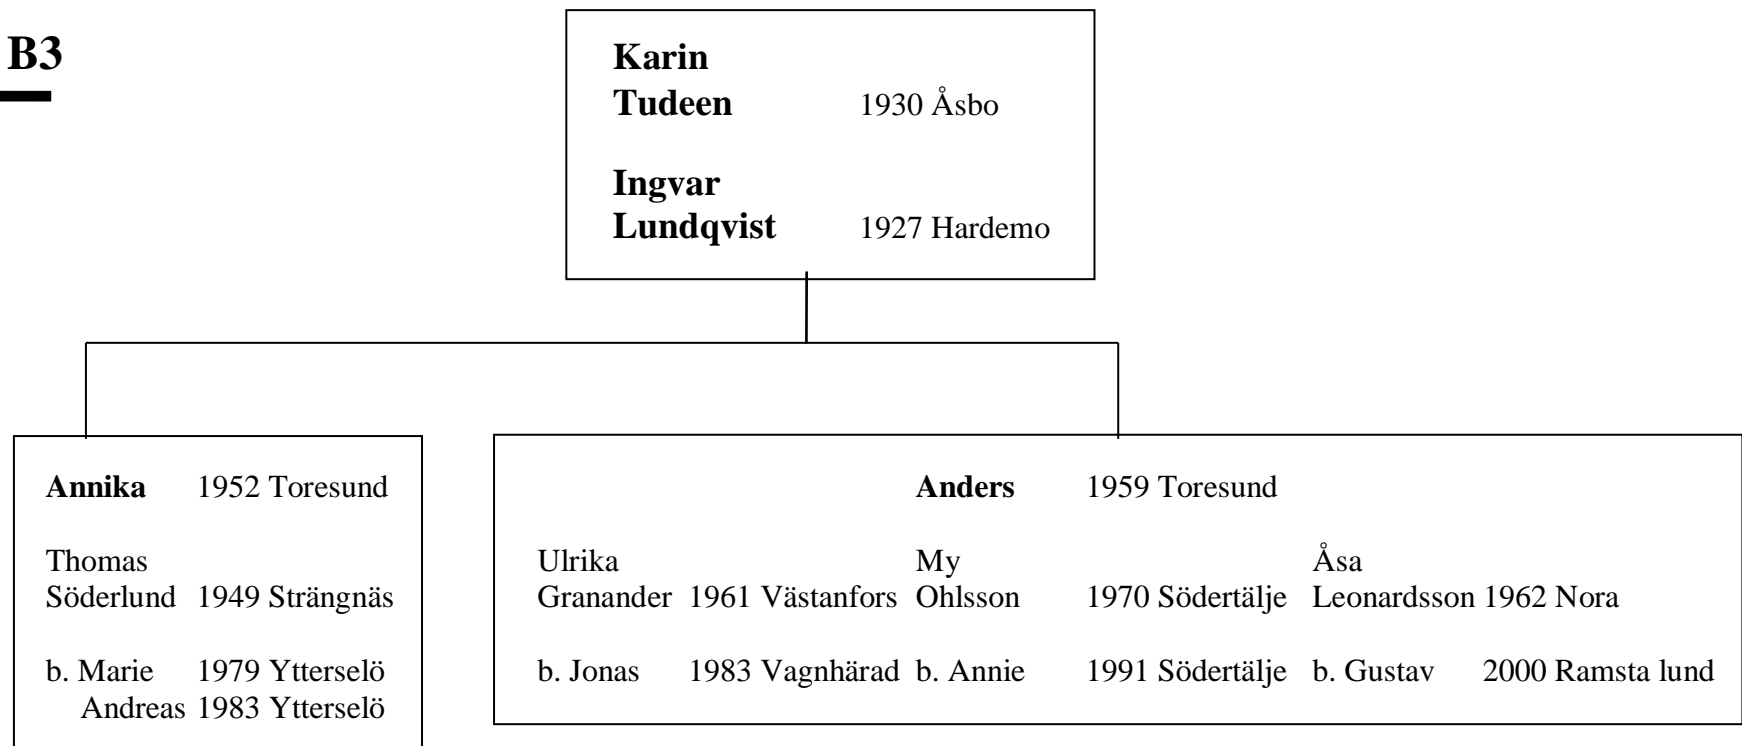 B3
Karin
Tudeen 1930 Åsbo
Ingvar
Lundqvist 1927 Hardemo
Annika 1952 Toresund
Thomas
Söderlund 1949 Strängnäs
b. Marie 1979 Ytterselö
Andreas 1983 Ytterselö
Anders 1959 Toresund
Ulrika My Åsa
Granander 1961 Västanfors Ohlsson 1970 Södertälje Leonardsson 1962 Nora
b. Jonas 1983 Vagnhärad b. Annie 1991 Södertälje b. Gustav 2000 Ramsta lund